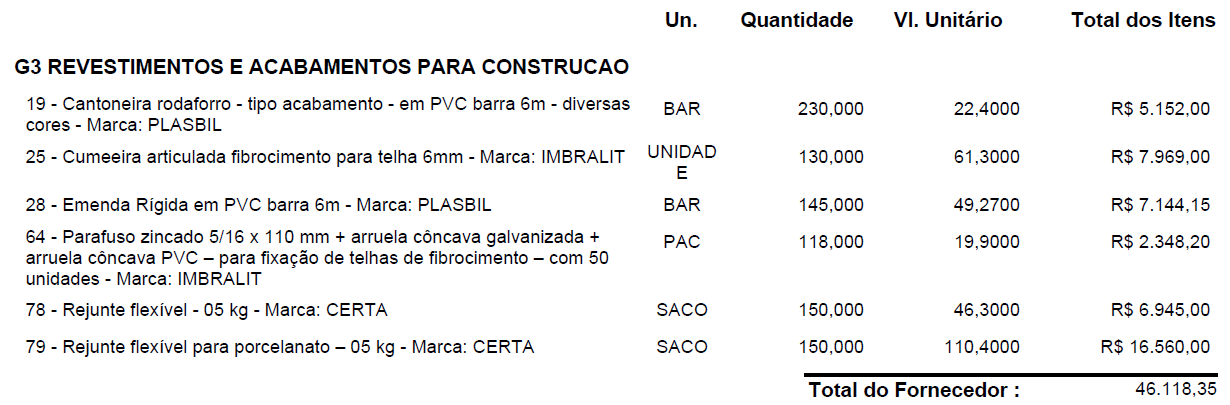 Un. Quantidade Vl. Unitário Total dos Itens
G3 REVESTIMENTOS E ACABAMENTOS PARA CONSTRUCAO
19 - Cantoneira rodaforro - tipo acabamento - em PVC barra 6m - diversas
cores - Marca: PLASBIL
BAR 230,000 22,4000 R$ 5.152,00
25 - Cumeeira articulada fibrocimento para telha 6mm - Marca: IMBRALIT
UNIDAD
E
130,000 61,3000 R$ 7.969,00
28 - Emenda Rígida em PVC barra 6m - Marca: PLASBIL BAR 145,000 49,2700 R$ 7.144,15
64 - Parafuso zincado 5/16 x 110 mm + arruela côncava galvanizada +
arruela côncava PVC – para fixação de telhas de fibrocimento – com 50
unidades - Marca: IMBRALIT
PAC 118,000 19,9000 R$ 2.348,20
78 - Rejunte flexível - 05 kg - Marca: CERTA SACO 150,000 46,3000 R$ 6.945,00
79 - Rejunte flexível para porcelanato – 05 kg - Marca: CERTA SACO 150,000 110,4000 R$ 16.560,00
Total do Fornecedor : 46.118,35